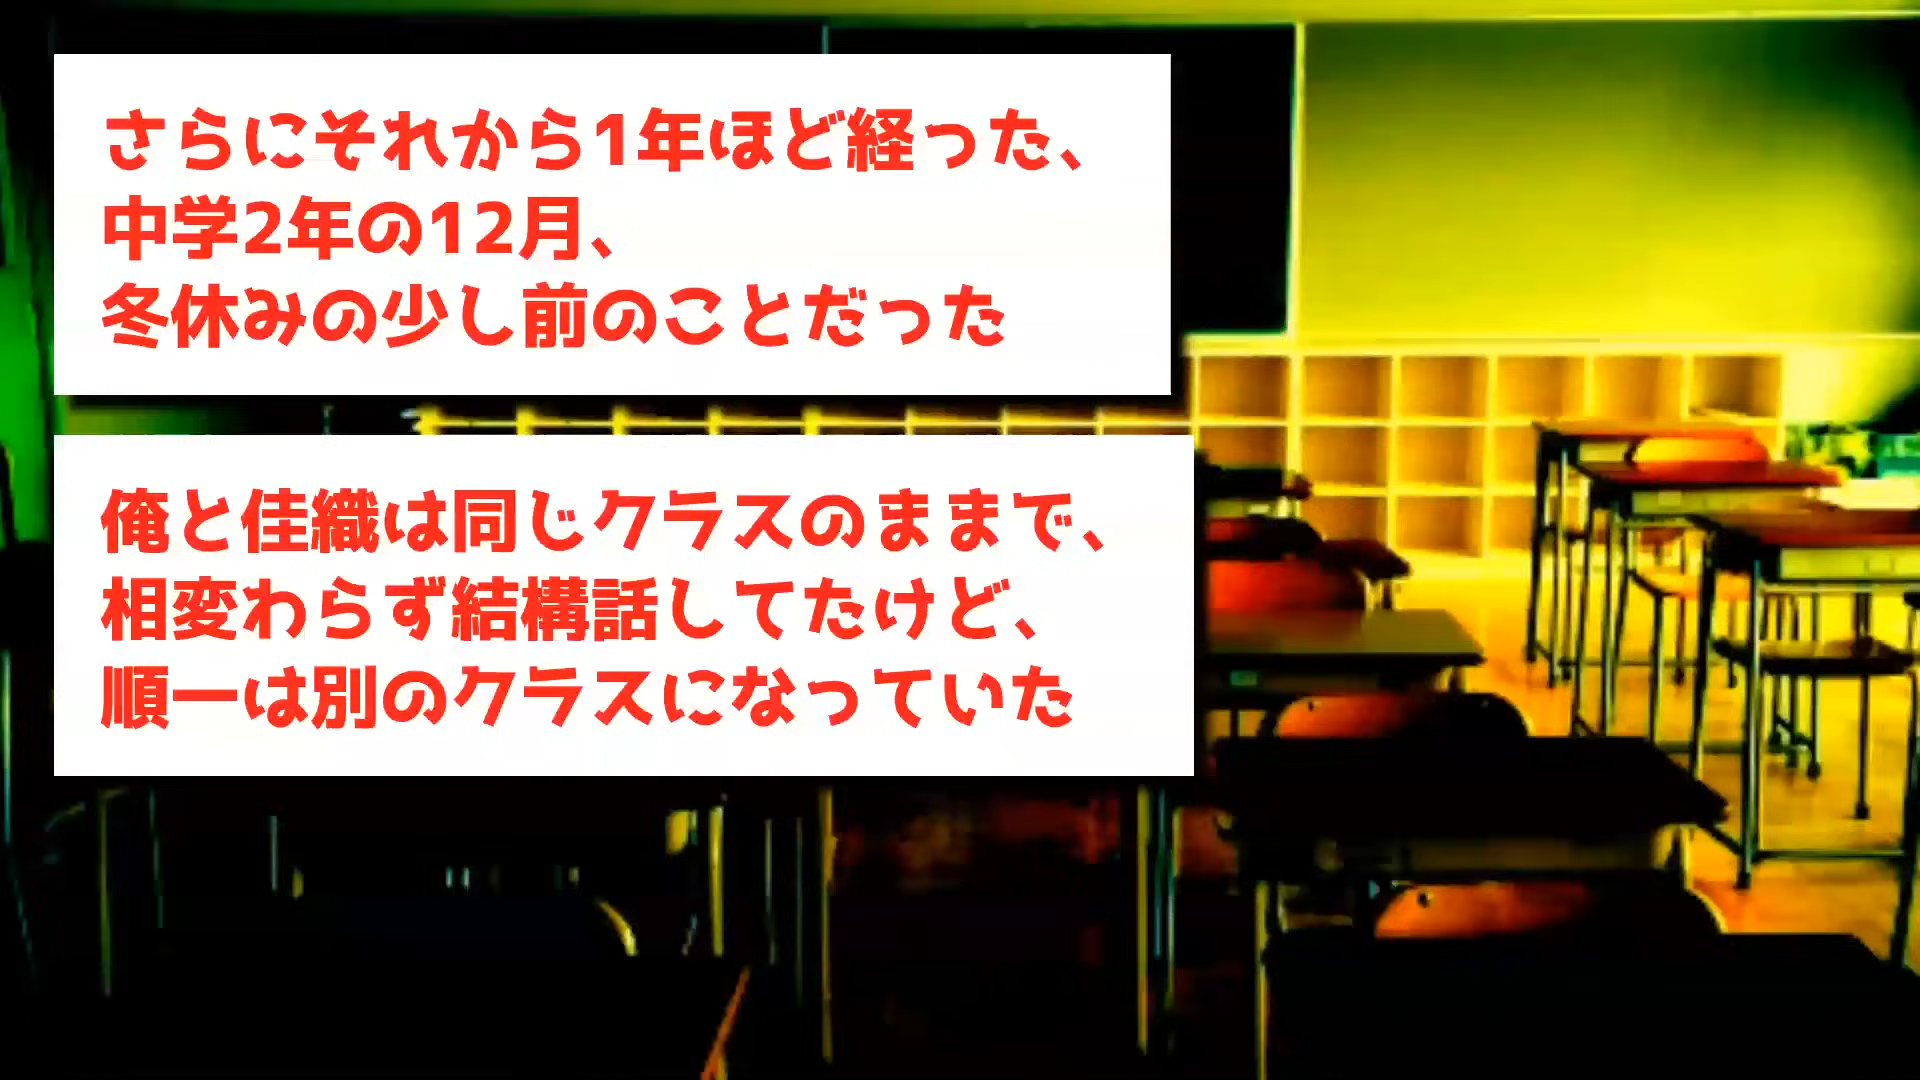 さらにそれから1年ほど経った、
中学2年の12月、
冬休みの少し前のことだった
俺と佳織は同じクラスのままで、
相変わらず結構話してたけど、
順一は別のクラスになっていた